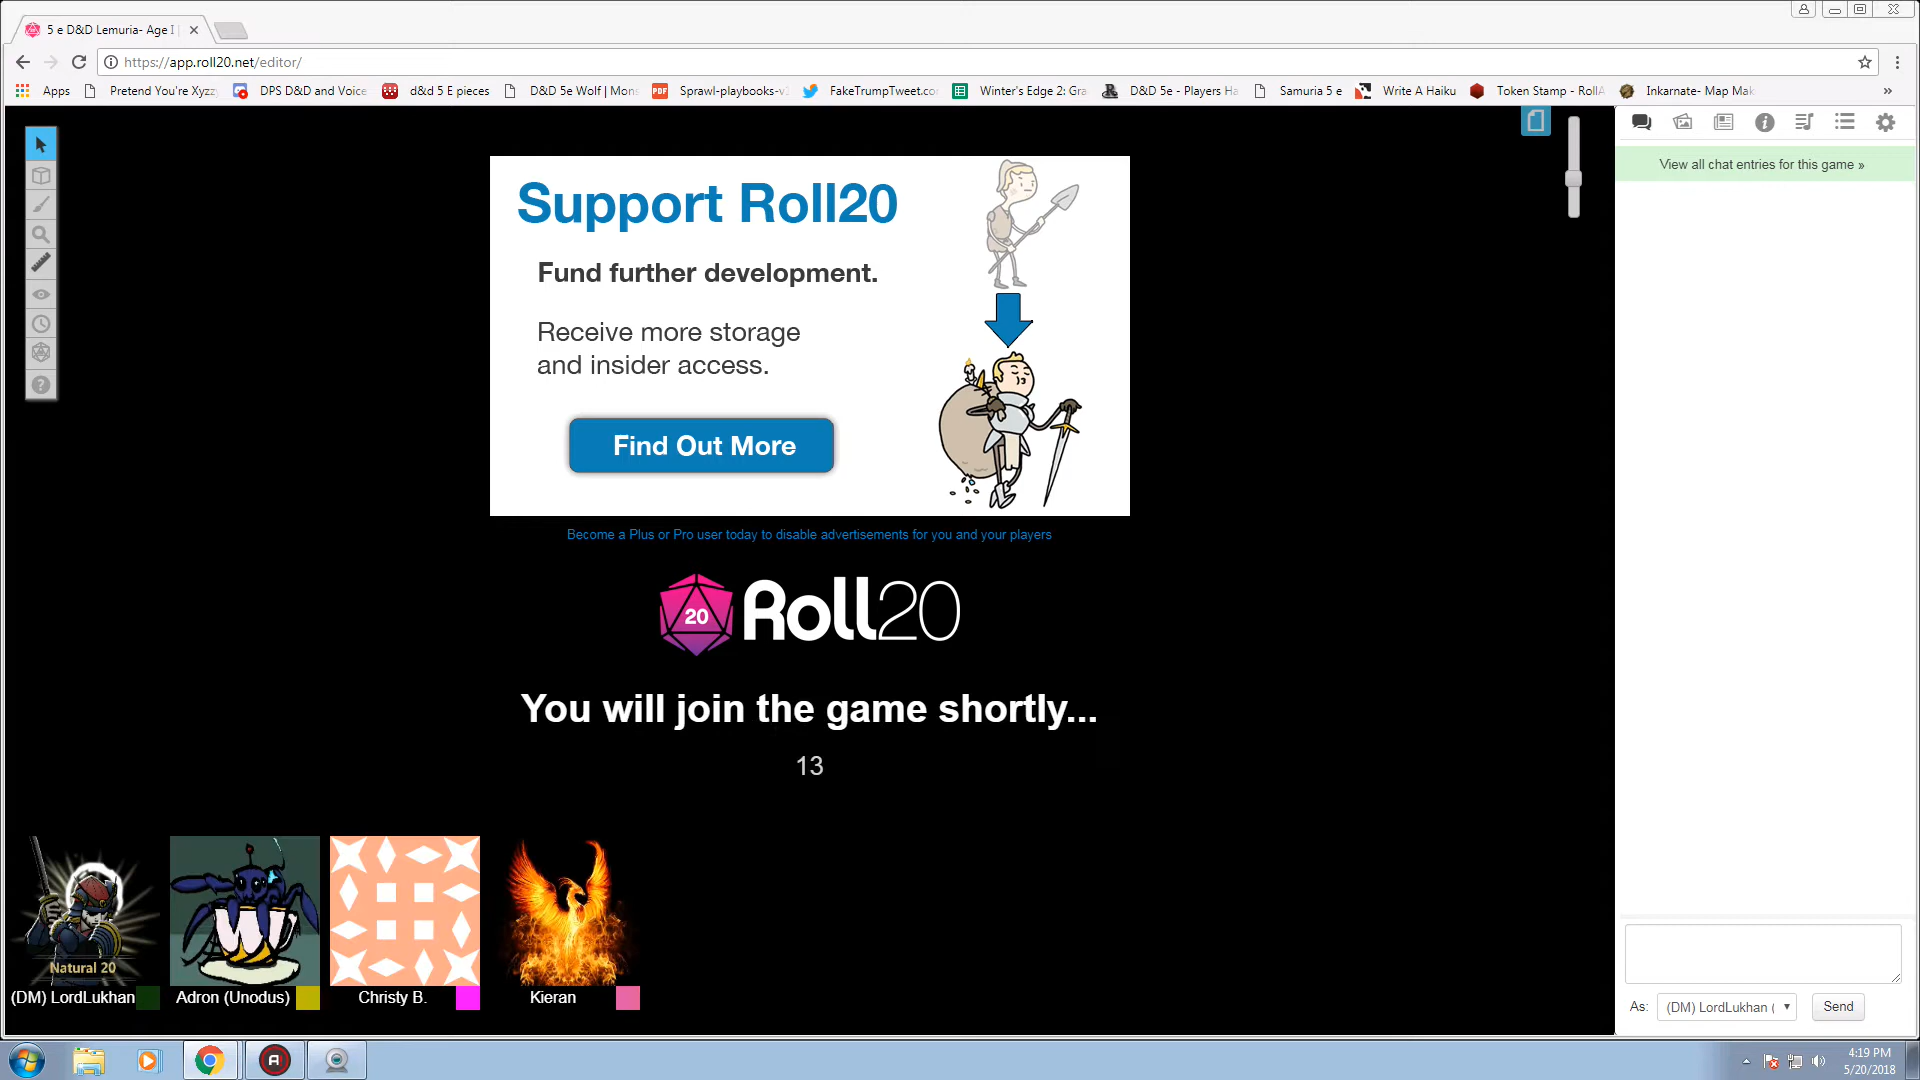 5 e D&D Lemuria- Age I
https://app.roll20.net/editor/
Apps
Pretend You're Xyzz
DPS D&D and Voice
d&d 5 E pieces
D&D 5e Wolf | Mons
PDF
Sprawl-playbooks-v
FakeTrumpTweet.co
Winter's Edge 2: Gra
D&D 5e - Players Ha
Samuria 5 e
Write A Haiku
Token Stamp - RollA
Inkarnate- Map Mak
»
View all chat entries for this game »
Support Roll20
Fund further development.
Receive more storage
and insider access.
Find Out More
Become a Plus or Pro user today to disable advertisements for you and your players
20 Roll20
You will join the game shortly...
13
Natural 20
(DM) LordLukhan
Adron (Unodus)
Christy B.
Kieran
As:
(DM) LordLukhan (
Send
4:19 PM
5/20/2018